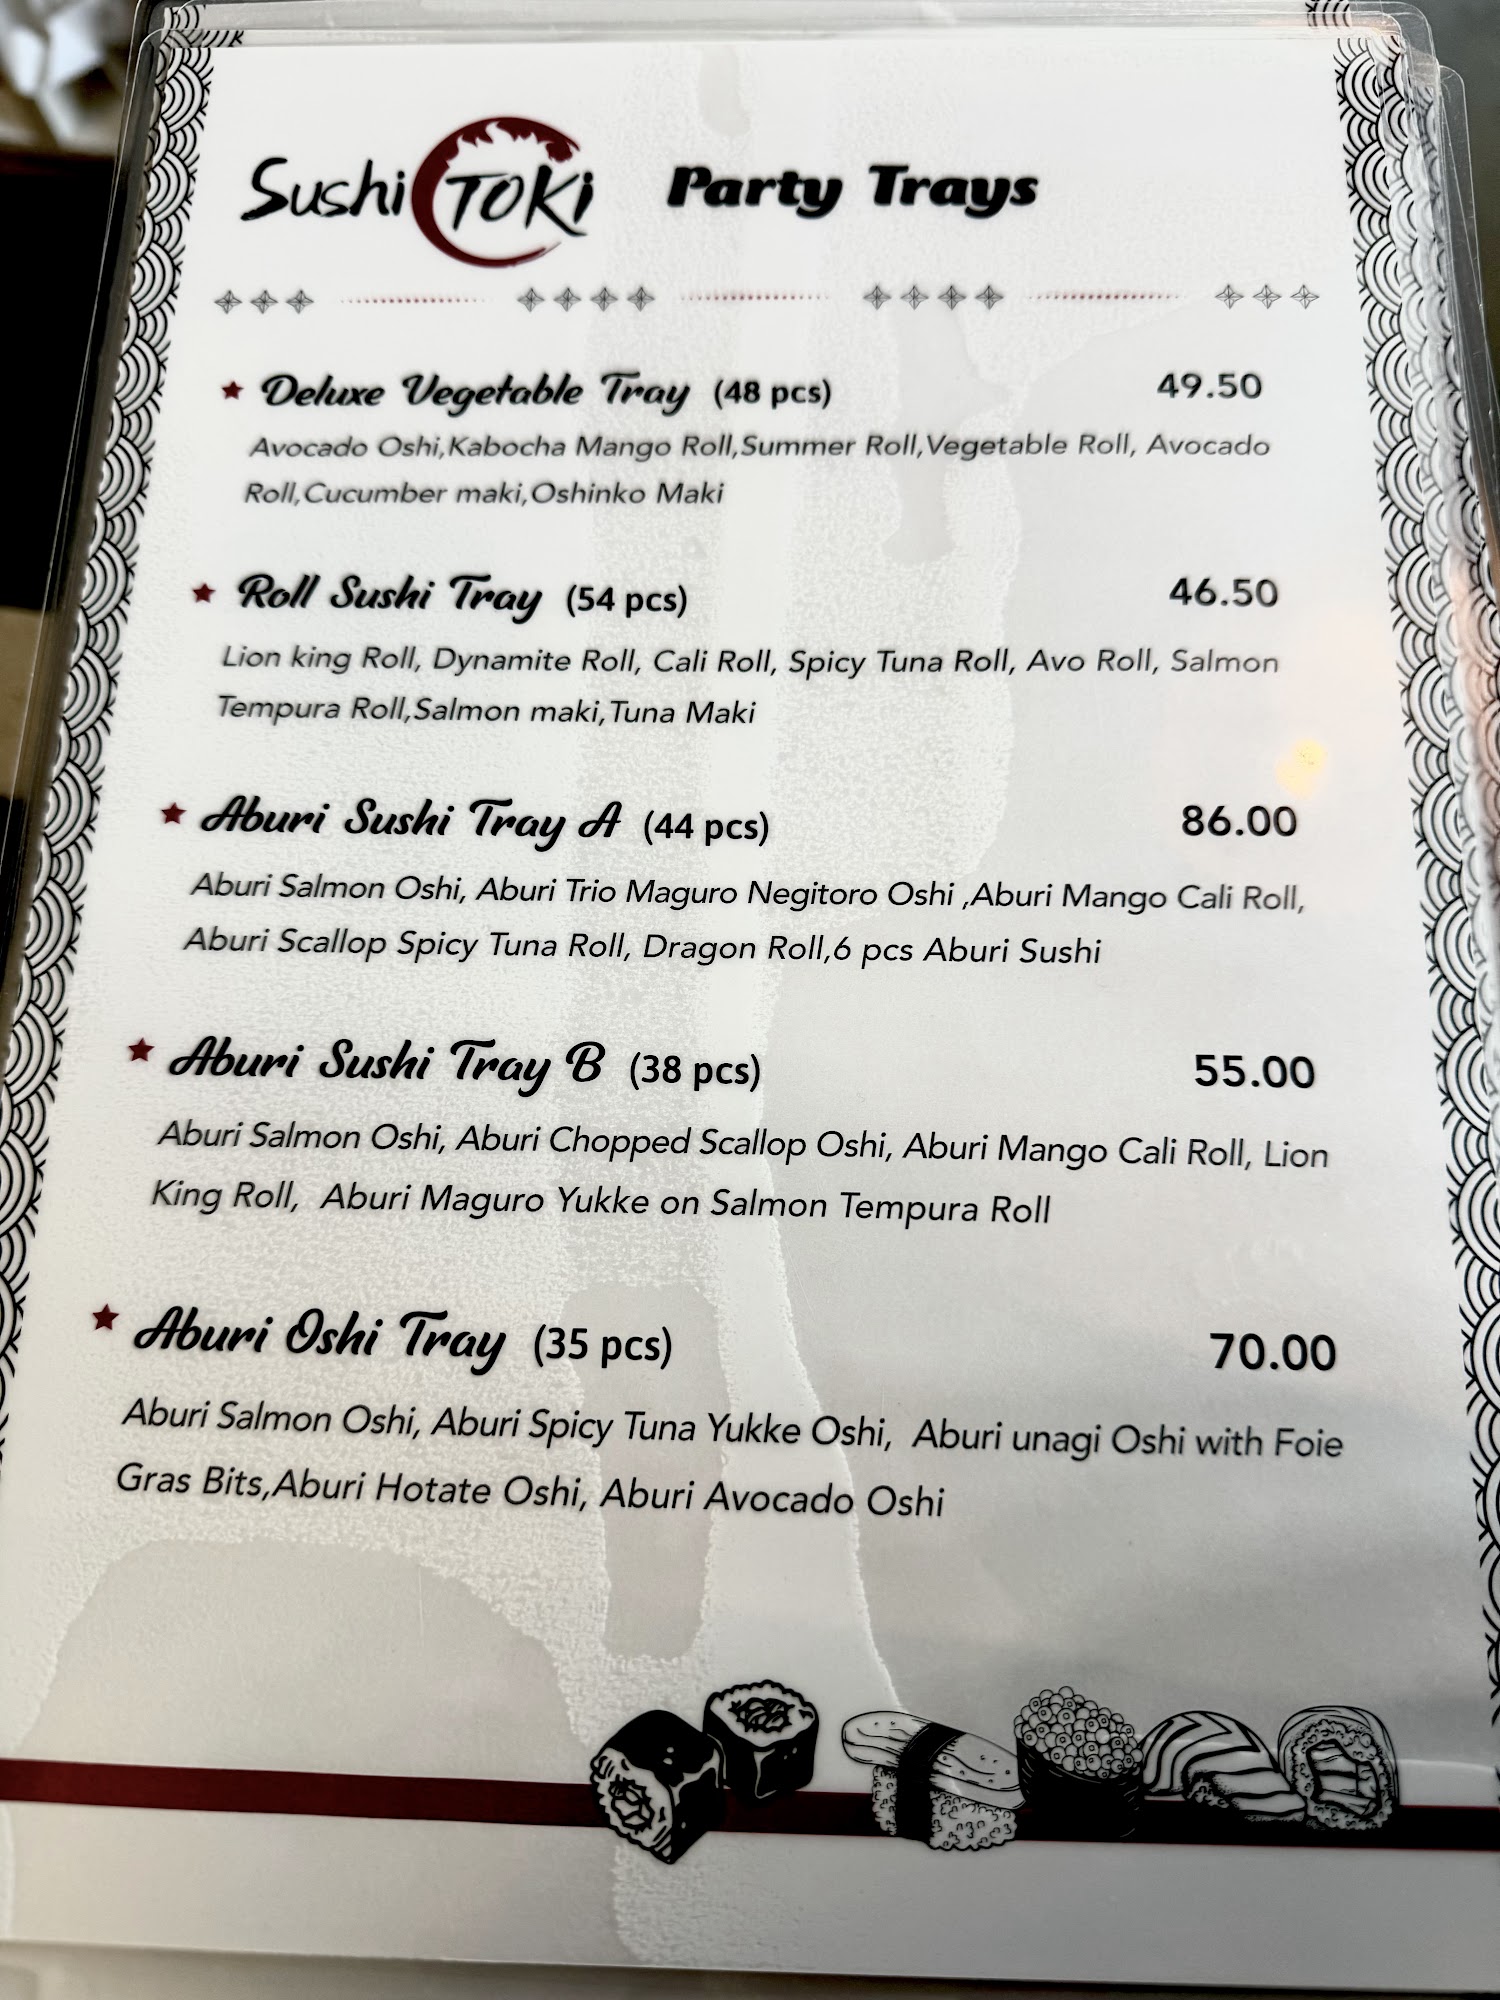 Sushi TOKi Party Trays
Deluxe Vegetable Tray (48 pcs) 49.50
Avocado Oshi,Kabocha Mango Roll,Summer Roll,Vegetable Roll, Avocado
Roll,Cucumber maki,Oshinko Maki
Roll Sushi Tray (54 pcs) 46.50
Lion king Roll, Dynamite Roll, Cali Roll, Spicy Tuna Roll, Avo Roll, Salmon
Tempura Roll,Salmon maki,Tuna Maki
Aburi Sushi Tray A (44 pcs) 86.00
Aburi Salmon Oshi, Aburi Trio Maguro Negitoro Oshi ,Aburi Mango Cali Roll,
Aburi Scallop Spicy Tuna Roll, Dragon Roll,6 pcs Aburi Sushi
Aburi Sushi Tray B (38 pcs) 55.00
Aburi Salmon Oshi, Aburi Chopped Scallop Oshi, Aburi Mango Cali Roll, Lion
King Roll, Aburi Maguro Yukke on Salmon Tempura Roll
Aburi Oshi Tray (35 pcs) 70.00
Aburi Salmon Oshi, Aburi Spicy Tuna Yukke Oshi, Aburi unagi Oshi with Foie
Gras Bits,Aburi Hotate Oshi, Aburi Avocado Oshi